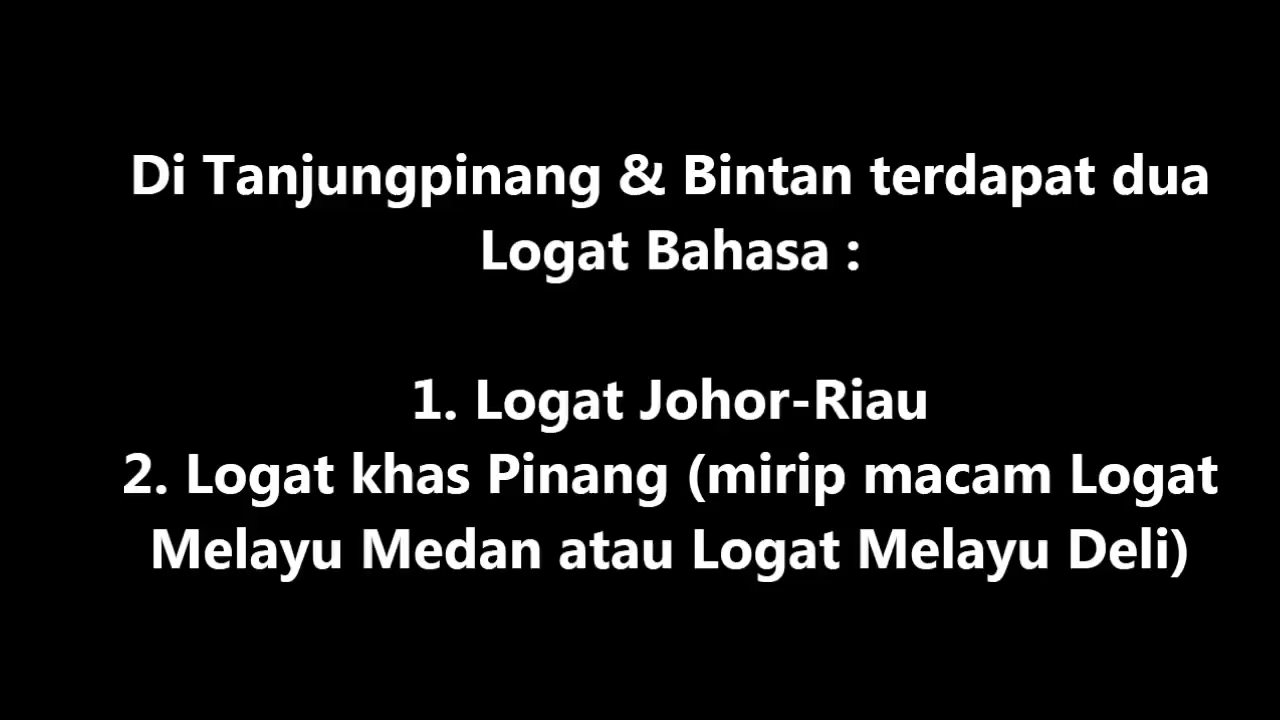 Di Tanjungpinang & Bintan terdapat dua
Logat Bahasa :
1. Logat Johor-Riau
2. Logat khas Pinang (mirip macam Logat
Melayu Medan atau Logat Melayu Deli)